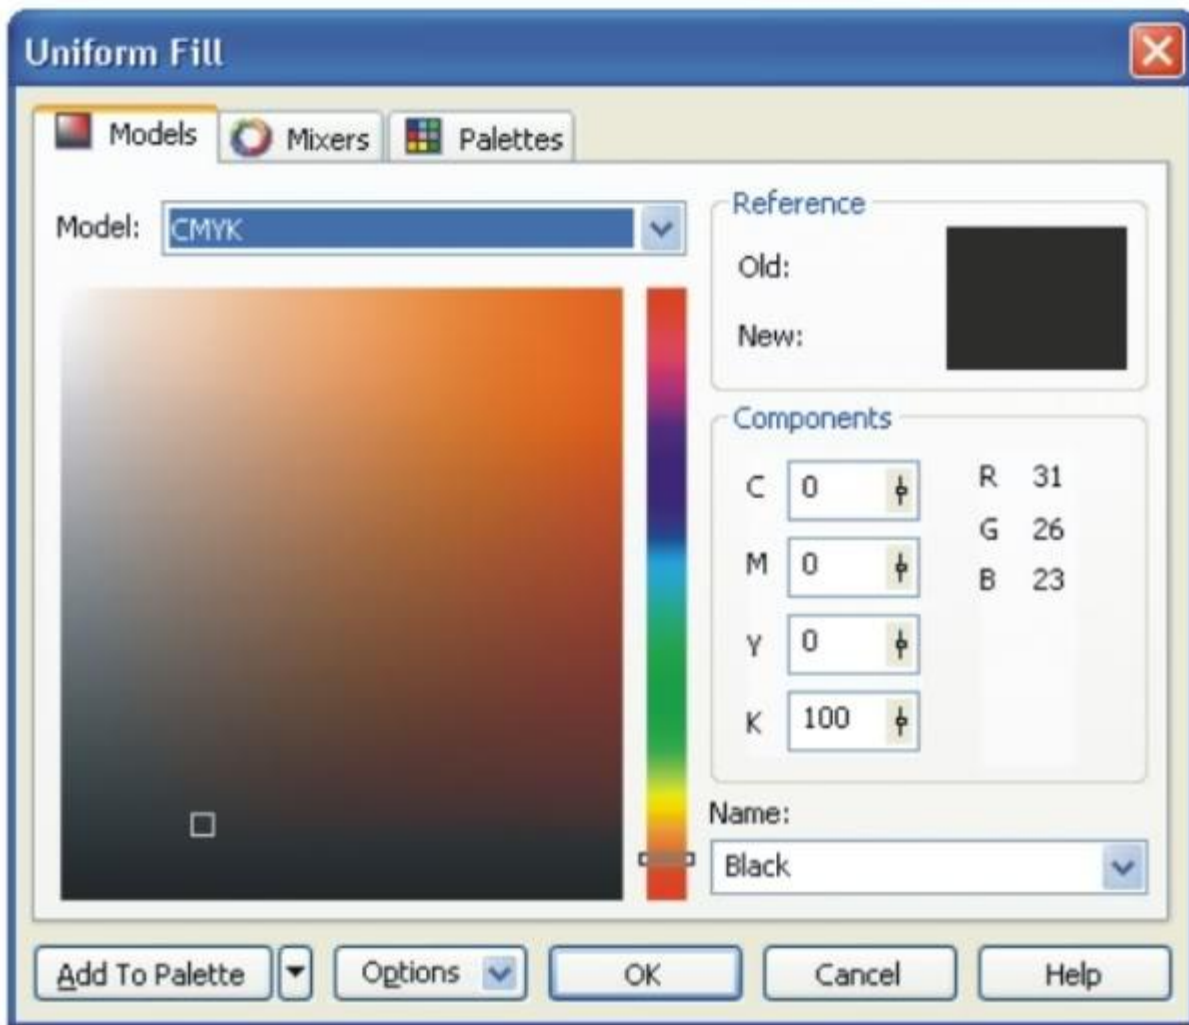 Uniform Fill
Models Mixers Palettes
Model: CMYK
Reference
Old:
New:
Components
C 0 R 31
G 26
M 0 B 23
Y 0
K 100
Name:
Black
Add To Palette Options OK Cancel Help